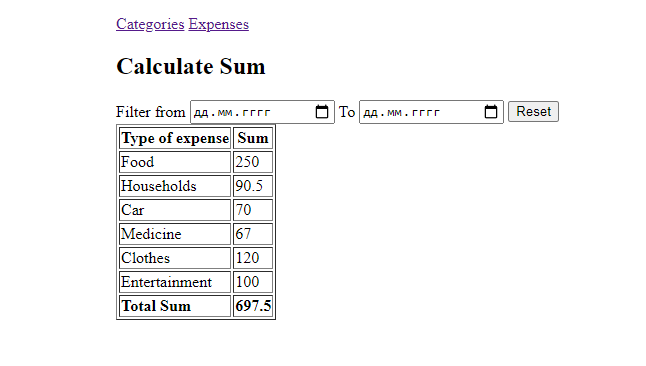 Categories Expenses
Calculate Sum
Filter from дд.мм.гггг To дд.мм.гггг Reset
Type of expense Sum
Food 250
Households 90.5
Car 70
Medicine 67
Clothes 120
Entertainment 100
Total Sum 697.5